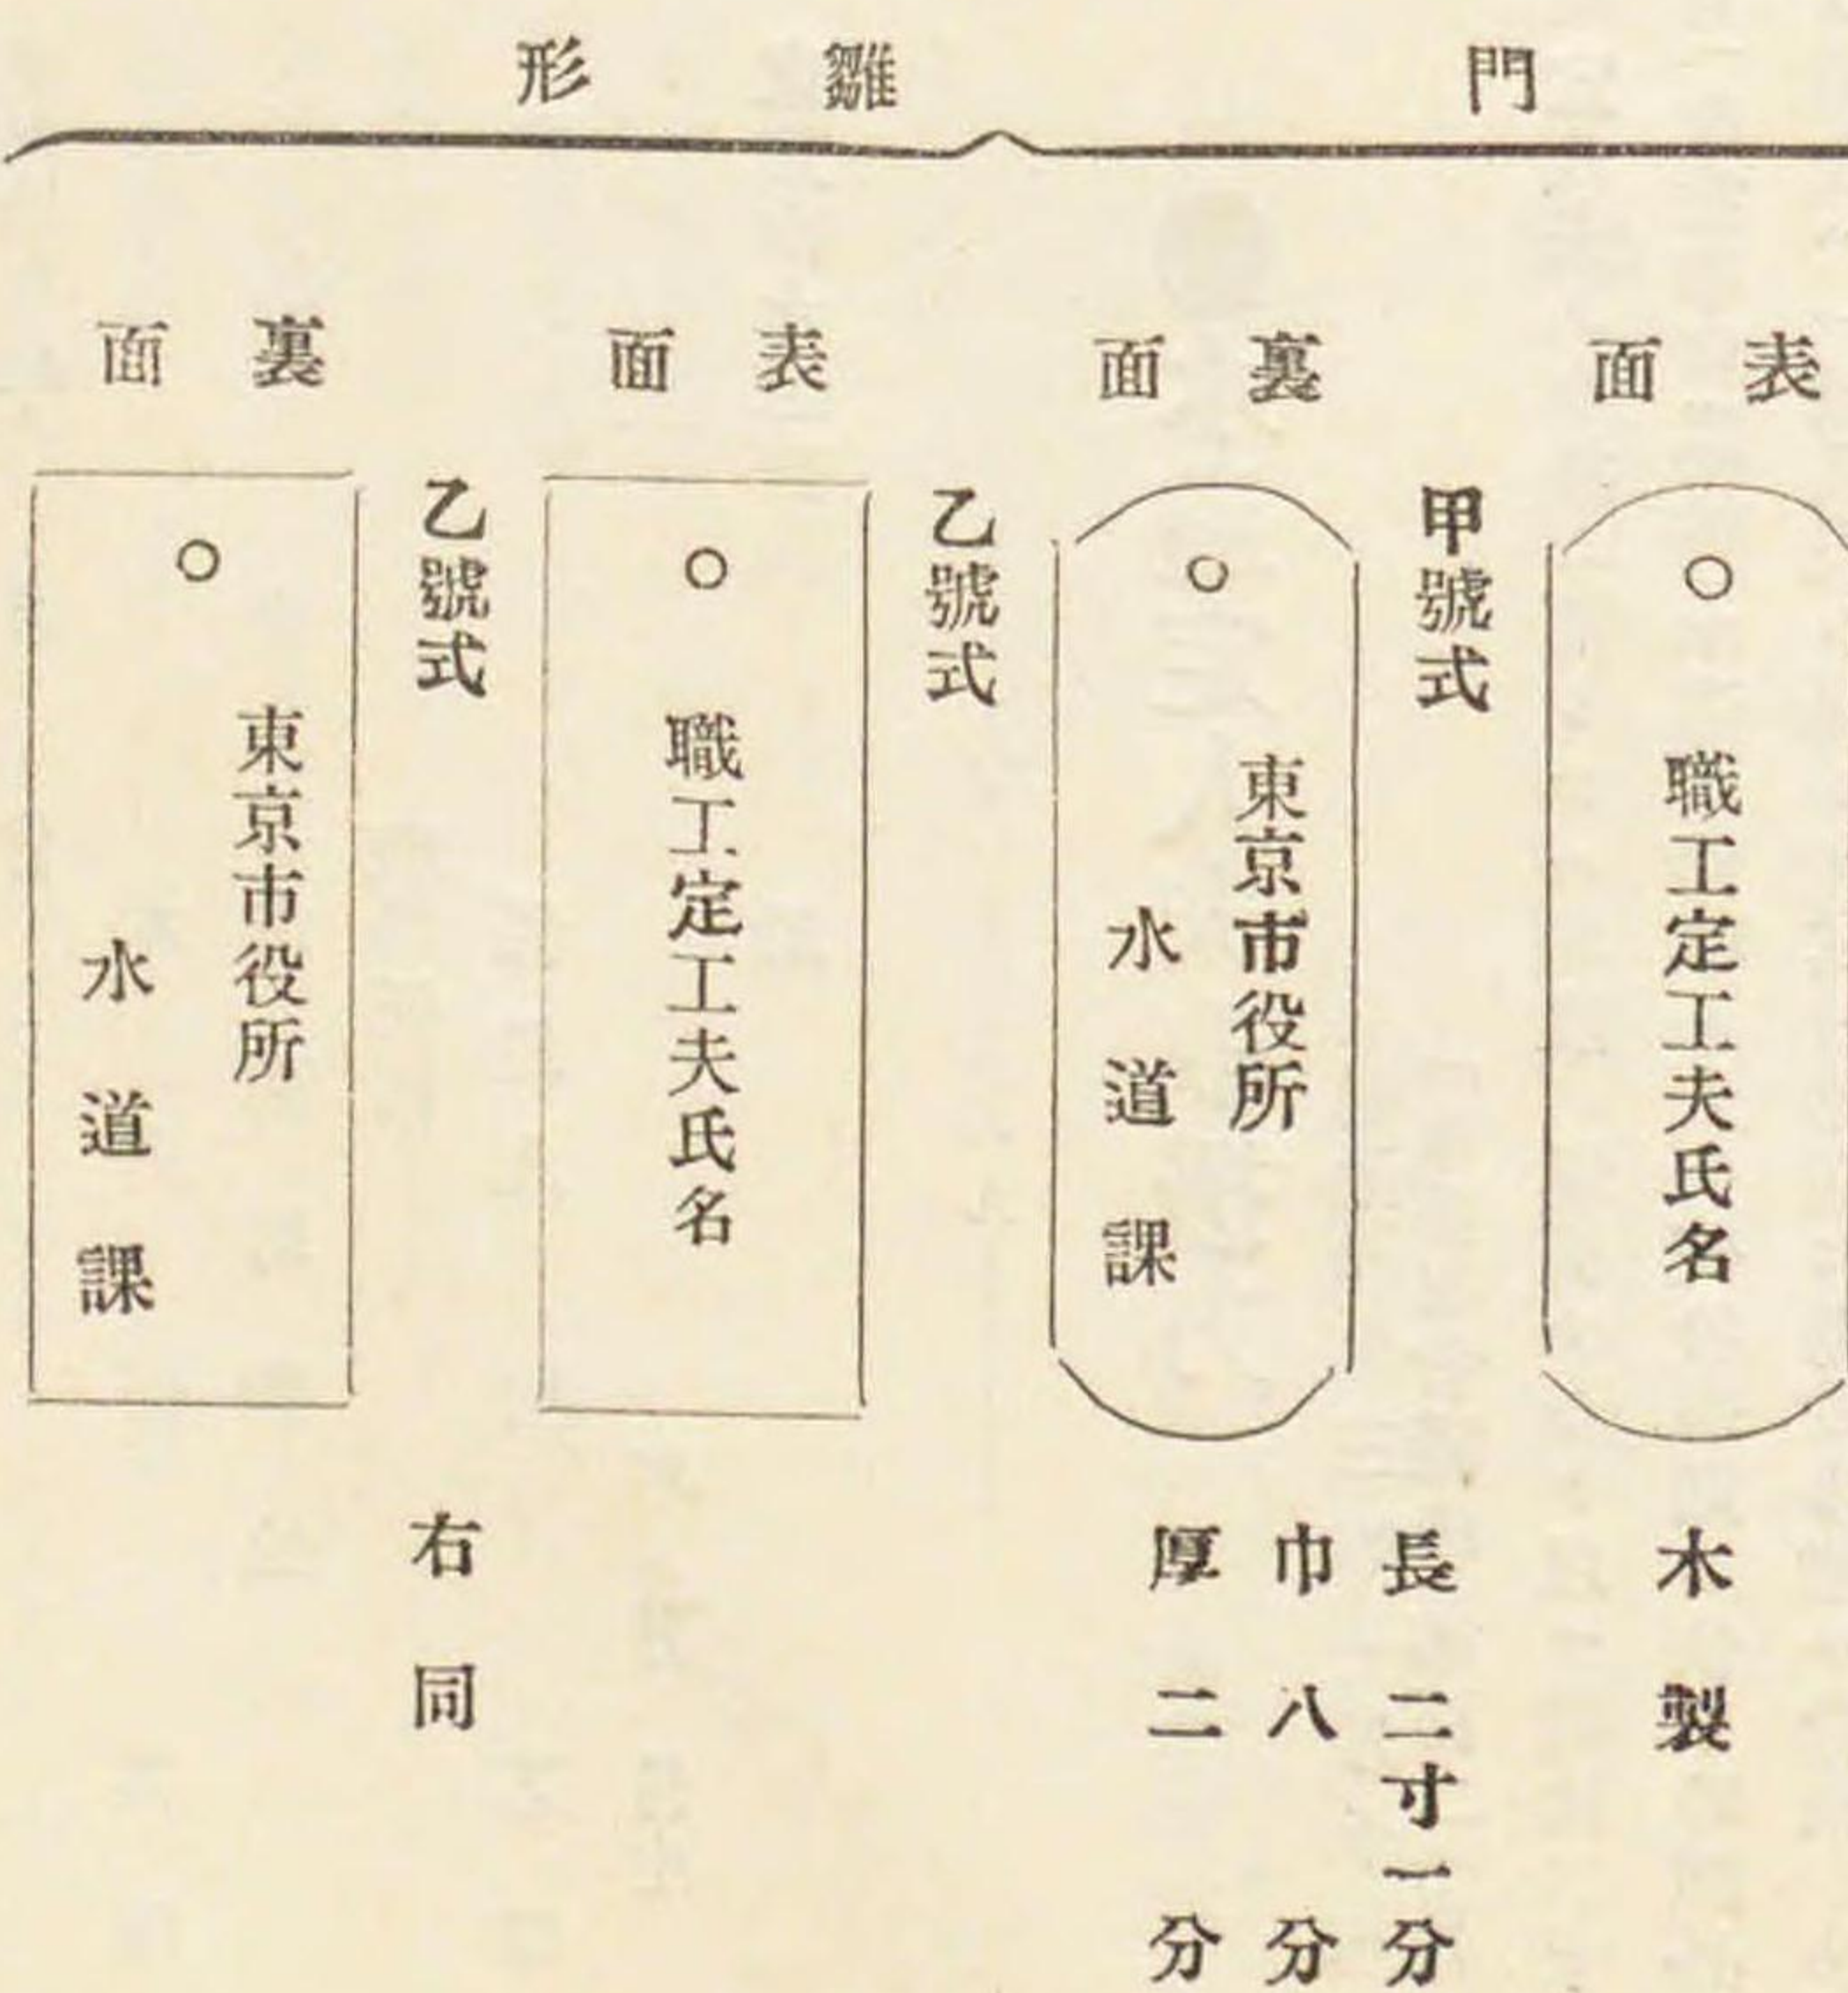 門雛形
表面
職工定工夫氏名
木製
甲號式
裏面
東京市役所
水道課
長二寸一分
巾八分
厚二分
乙號式
表面
職工定工夫氏名
乙號式
裏面
東京市役所
水道課
右同